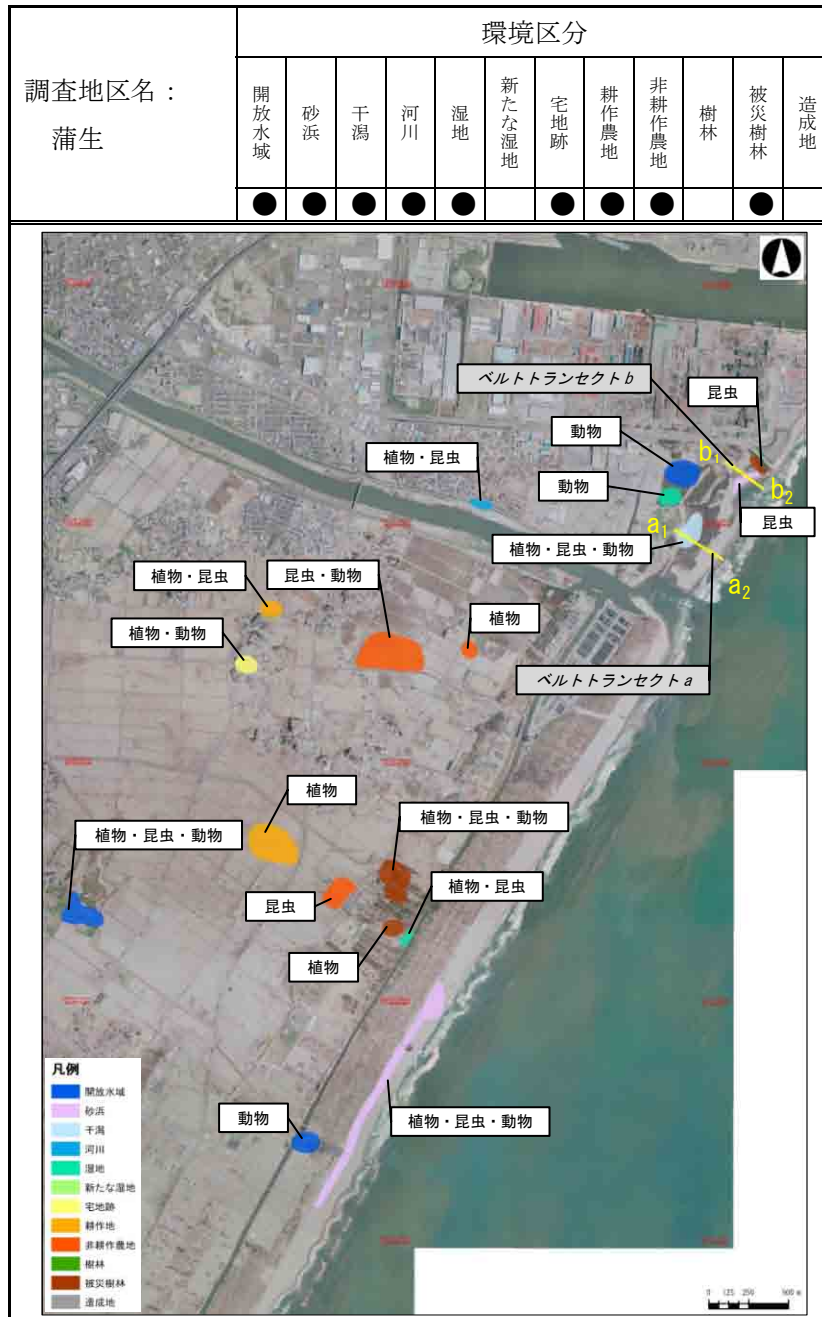 環境区分
調査地区名：
蒲生
開放水域
砂浜
干潟
河川
湿地
新たな湿地
宅地跡
耕作農地
非耕作農地
樹林
被災樹林
造成地
● ● ● ● ● ● ● ● ●
ベルトトランセクトb
昆虫
動物
b₁
植物・昆虫
動物
b₂
昆虫
a₁
植物・昆虫・動物
a₂
植物・昆虫
昆虫・動物
植物
植物・動物
ベルトトランセクトa
植物
植物・昆虫・動物
植物・昆虫・動物
植物・昆虫
昆虫
植物
動物
植物・昆虫・動物
凡例
開放水域
砂浜
干潟
河川
湿地
新たな湿地
宅地跡
耕作地
非耕作農地
樹林
被災樹林
造成地
0 125 250 500 m